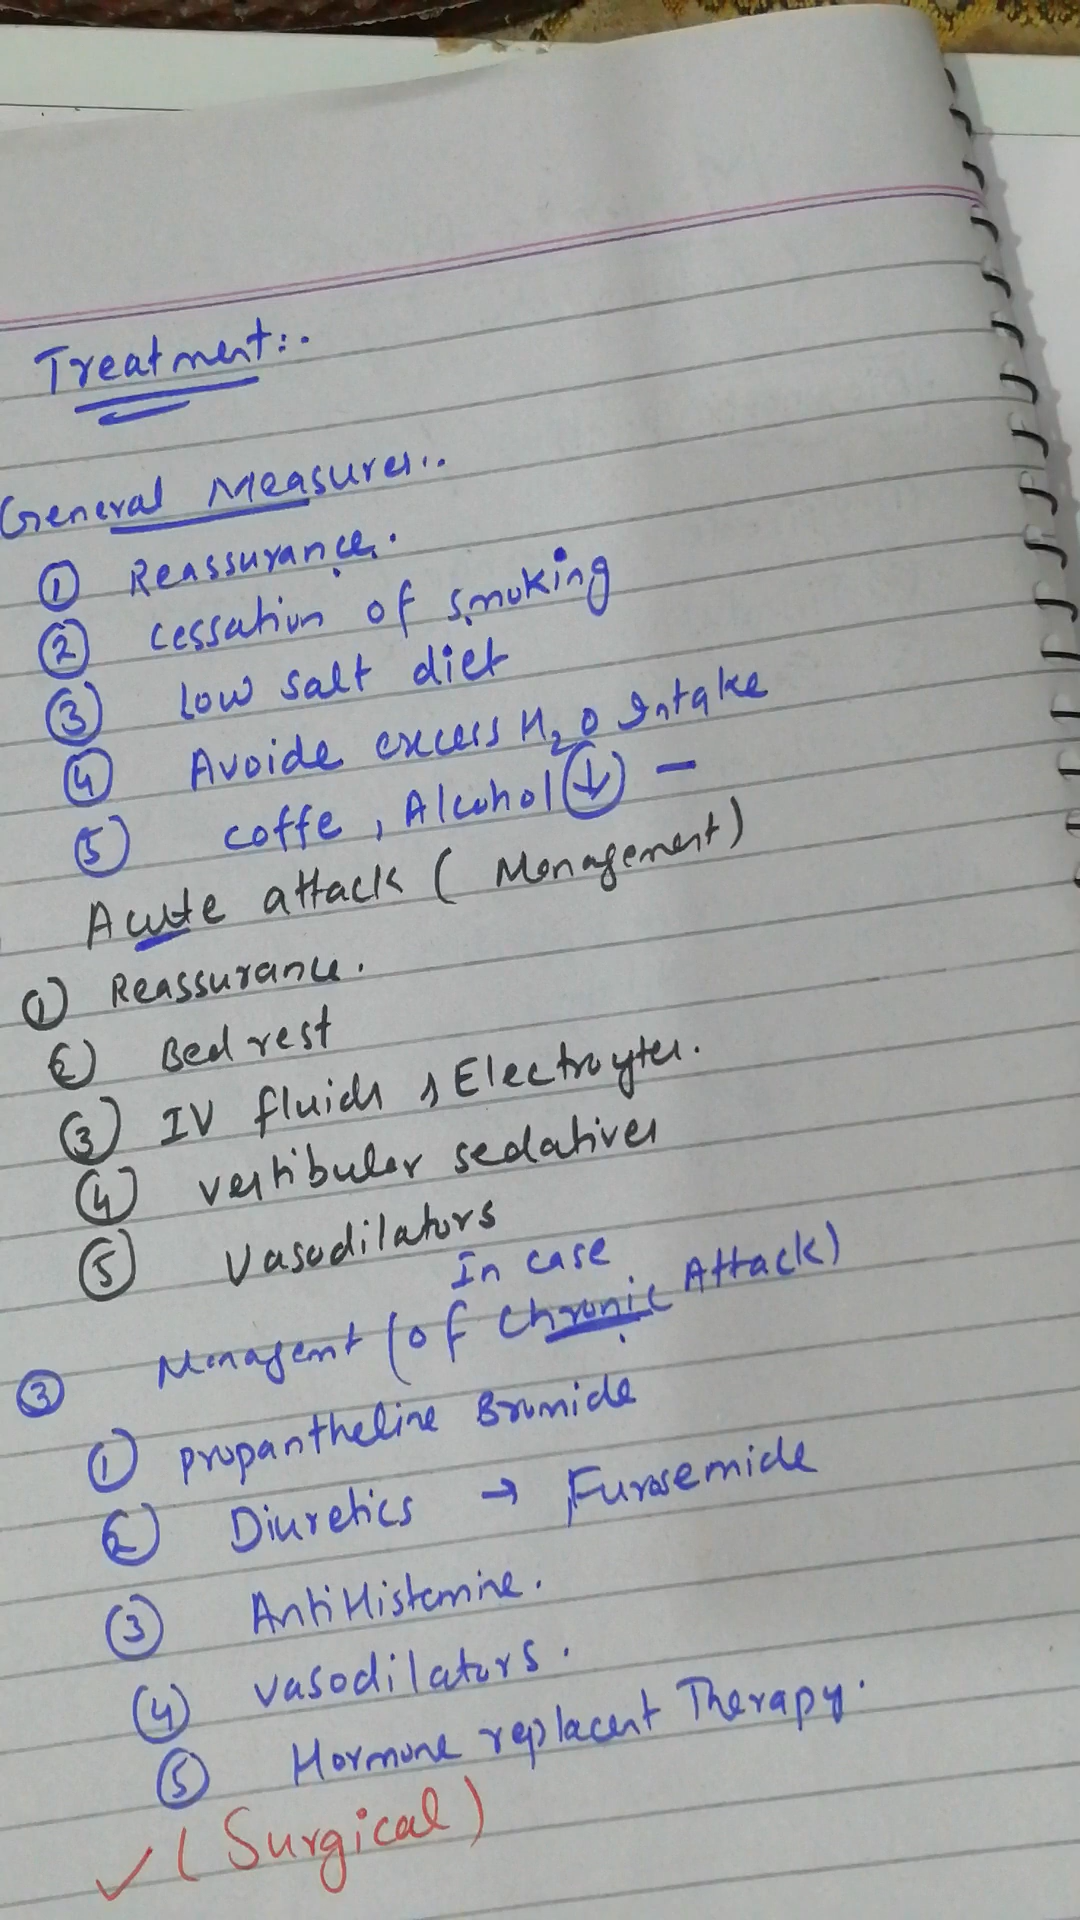 Treatment:.
General Measures:.
① Reassurance.
② cessation of smoking
③ Low salt diet
④ Avoide excess H₂O Intake
⑤ coffe, Alcohol ↓ –
Acute attack ( Management)
① Reassurance.
② Bed rest
③ IV fluids, Electroytes.
④ vestibular sedatives
⑤ Vasodilators
In case
③ Managemt (of Chronic Attack)
① propantheline Bromide
② Diuretics → Furosemide
③ AntiHistamine.
④ vasodilators.
⑤ Hormone replacent Therapy.
✓ (Surgical)